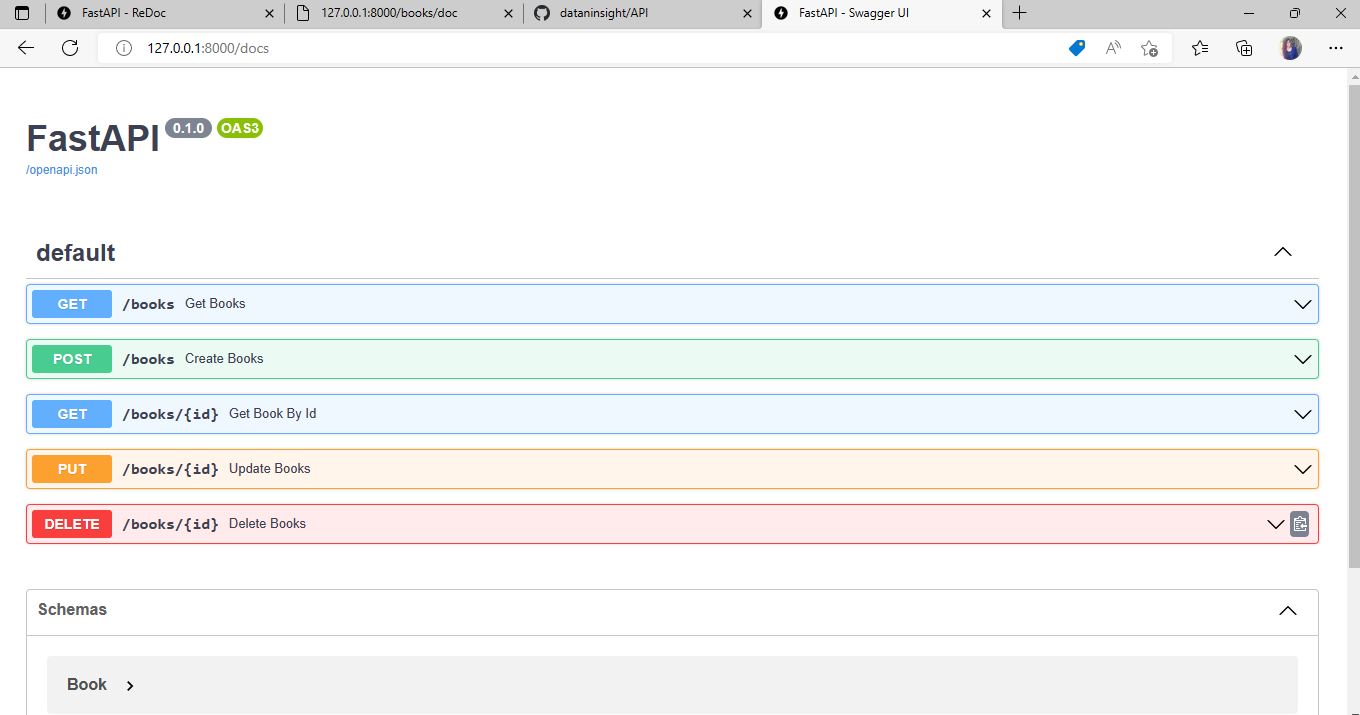 FastAPI - ReDoc
127.0.0.1:8000/books/doc
dataninsight/API
FastAPI - Swagger UI
127.0.0.1:8000/docs
FastAPI 0.1.0 OAS3
/openapi.json
default
GET /books Get Books
POST /books Create Books
GET /books/{id} Get Book By Id
PUT /books/{id} Update Books
DELETE /books/{id} Delete Books
Schemas
Book